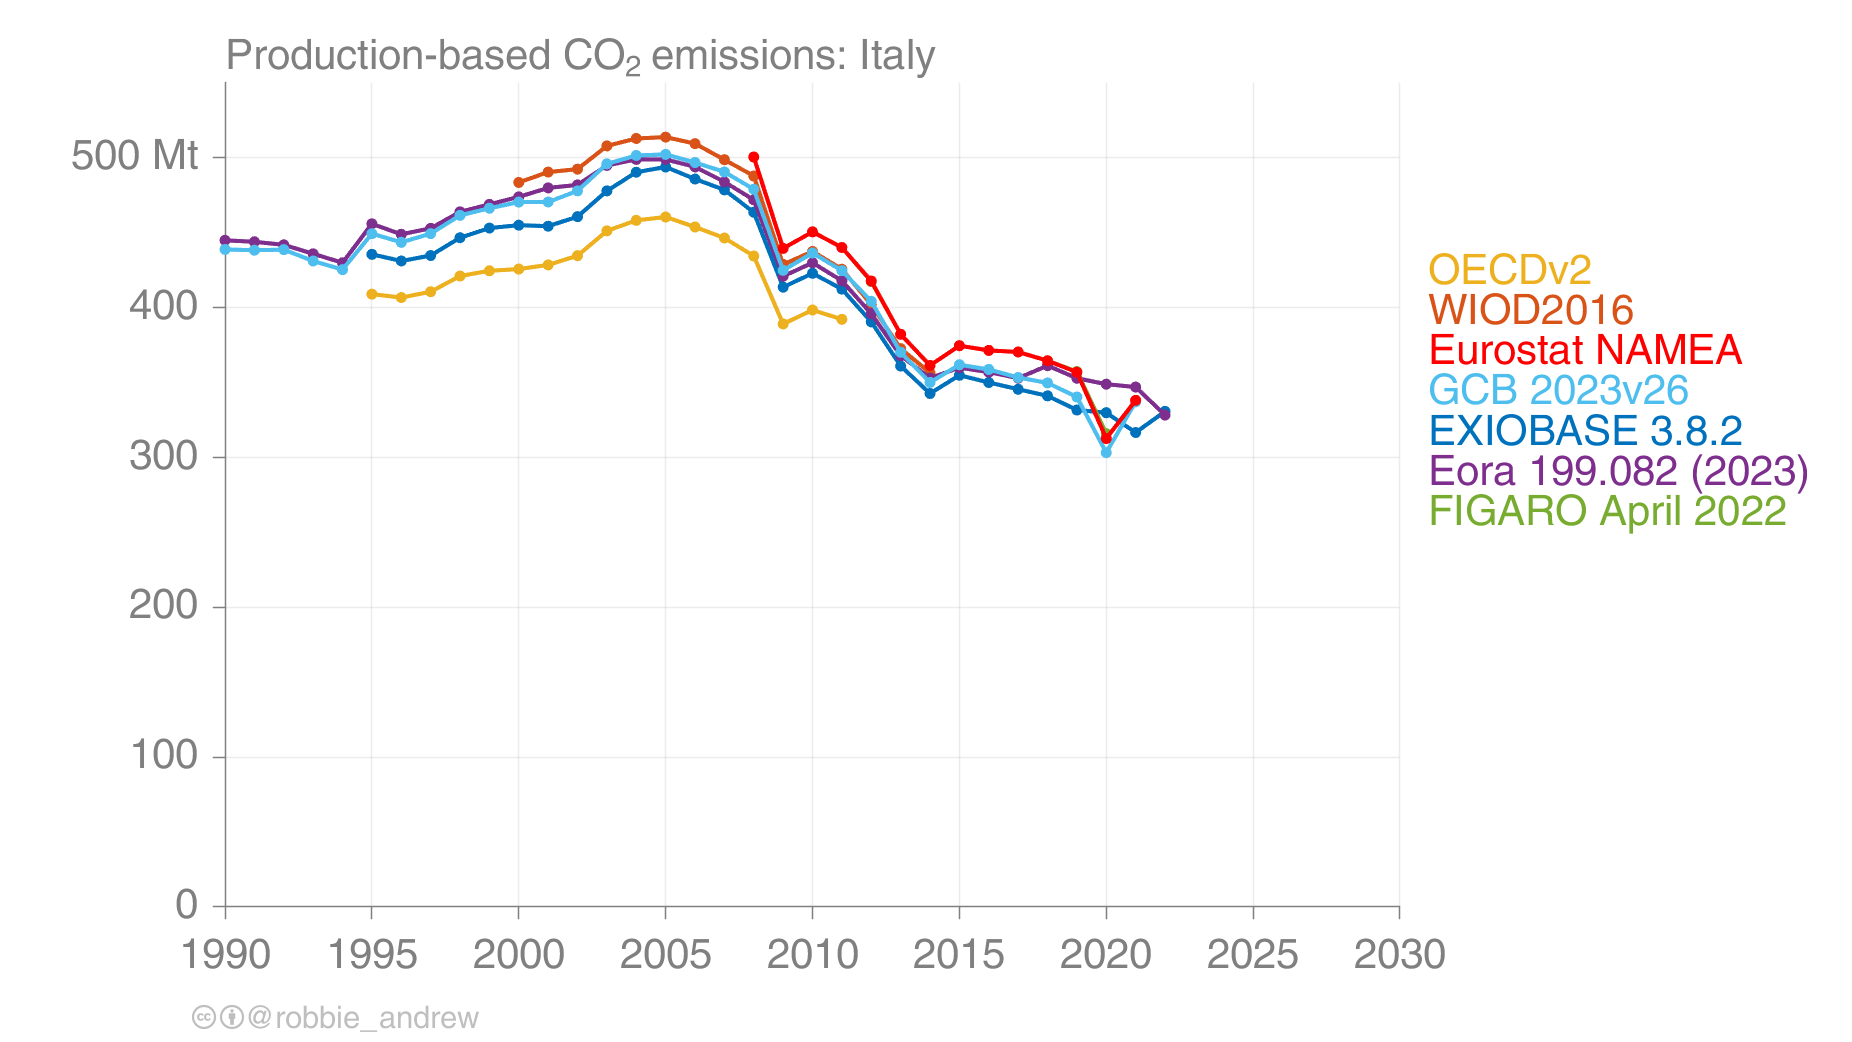 Production-based CO₂ emissions: Italy
500 Mt
400
300
200
100
0
1990 1995 2000 2005 2010 2015 2020 2025 2030
OECDv2
WIOD2016
Eurostat NAMEA
GCB 2023v26
EXIOBASE 3.8.2
Eora 199.082 (2023)
FIGARO April 2022
cc @robbie_andrew